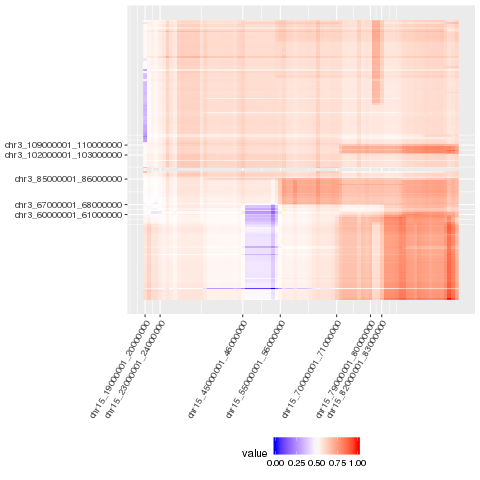 chr3_109000001_110000000
chr3_102000001_103000000
chr3_85000001_86000000
chr3_67000001_68000000
chr3_60000001_61000000
chr15_19000001_20000000
chr15_23000001_24000000
chr15_45000001_46000000
chr15_55000001_56000000
chr15_70000001_71000000
chr15_79000001_80000000
chr15_82000001_83000000
value
0.00 0.25 0.50 0.75 1.00